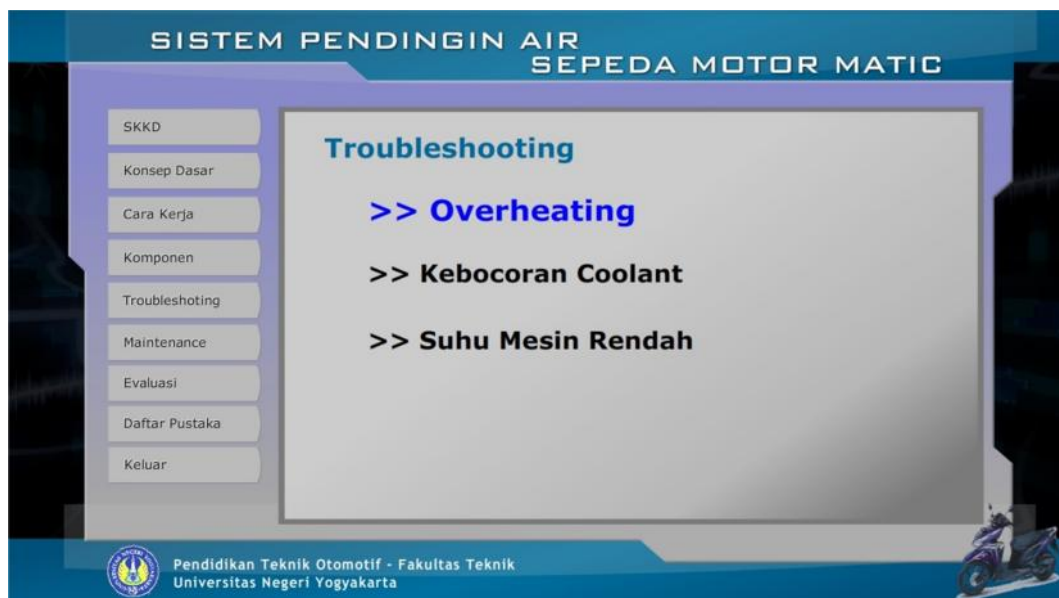 SISTEM PENDINGIN AIR
SEPEDA MOTOR MATIC
SKKD
Konsep Dasar
Cara Kerja
Komponen
Troubleshoting
Maintenance
Evaluasi
Daftar Pustaka
Keluar
Troubleshooting
>> Overheating
>> Kebocoran Coolant
>> Suhu Mesin Rendah
Pendidikan Teknik Otomotif - Fakultas Teknik
Universitas Negeri Yogyakarta